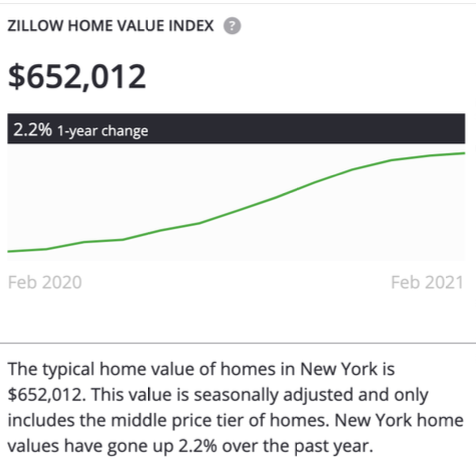 ZILLOW HOME VALUE INDEX ?
$652,012
2.2% 1-year change
Feb 2020 Feb 2021
The typical home value of homes in New York is
$652,012. This value is seasonally adjusted and only
includes the middle price tier of homes. New York home
values have gone up 2.2% over the past year.